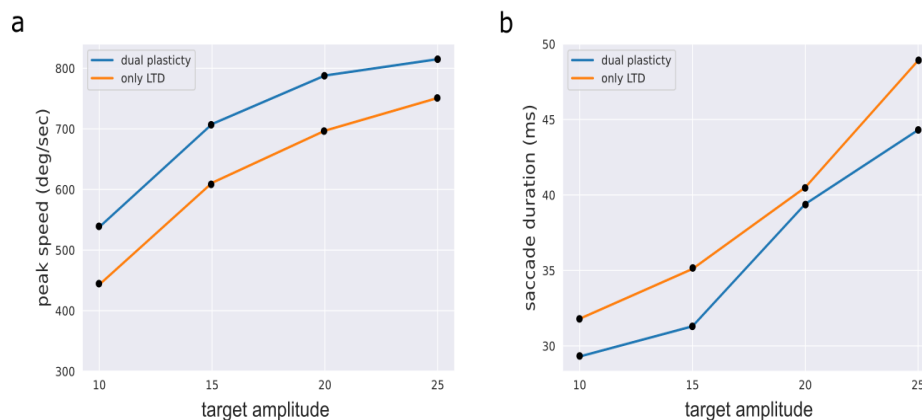 a
dual plasticty
only LTD
800
700
600
500
400
300
10 15 20 25
peak speed (deg/sec)
target amplitude
b
dual plasticty
only LTD
50
45
40
35
30
10 15 20 25
saccade duration (ms)
target amplitude